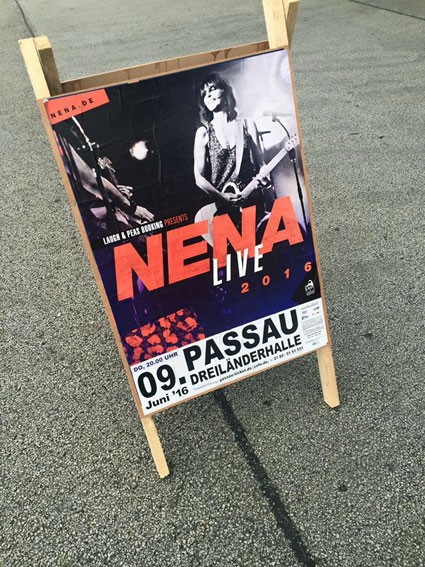 NENA.DE
LAUGH & PEAS BOOKING PRESENTS
NENA
LIVE
2016
DO, 20.00 UHR
09. PASSAU
Juni '16 DREILÄNDERHALLE